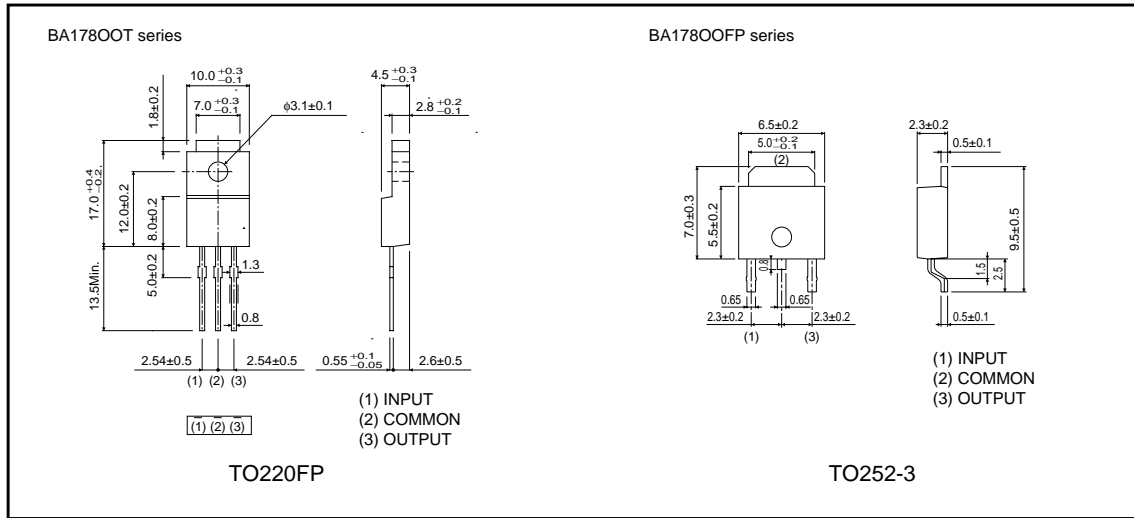 BA178OOT series
10.0 +0.3 −0.1
7.0 +0.3 −0.1
1.8±0.2
φ3.1±0.1
17.0 +0.4 −0.2
12.0±0.2
8.0±0.2
5.0±0.2
13.5Min.
1.3
0.8
2.54±0.5
2.54±0.5
(1) (2) (3)
(1) (2) (3)
4.5 +0.3 −0.1
2.8 +0.2 −0.1
0.55 +0.1 −0.05
2.6±0.5
(1) INPUT
(2) COMMON
(3) OUTPUT
TO220FP
BA178OOFP series
6.5±0.2
5.0 +0.2 −0.1
(2)
7.0±0.3
5.5±0.2
0.8
0.65
0.65
2.3±0.2
2.3±0.2
(1)
(3)
2.3±0.2
0.5±0.1
9.5±0.5
1.5
2.5
0.5±0.1
(1) INPUT
(2) COMMON
(3) OUTPUT
TO252-3